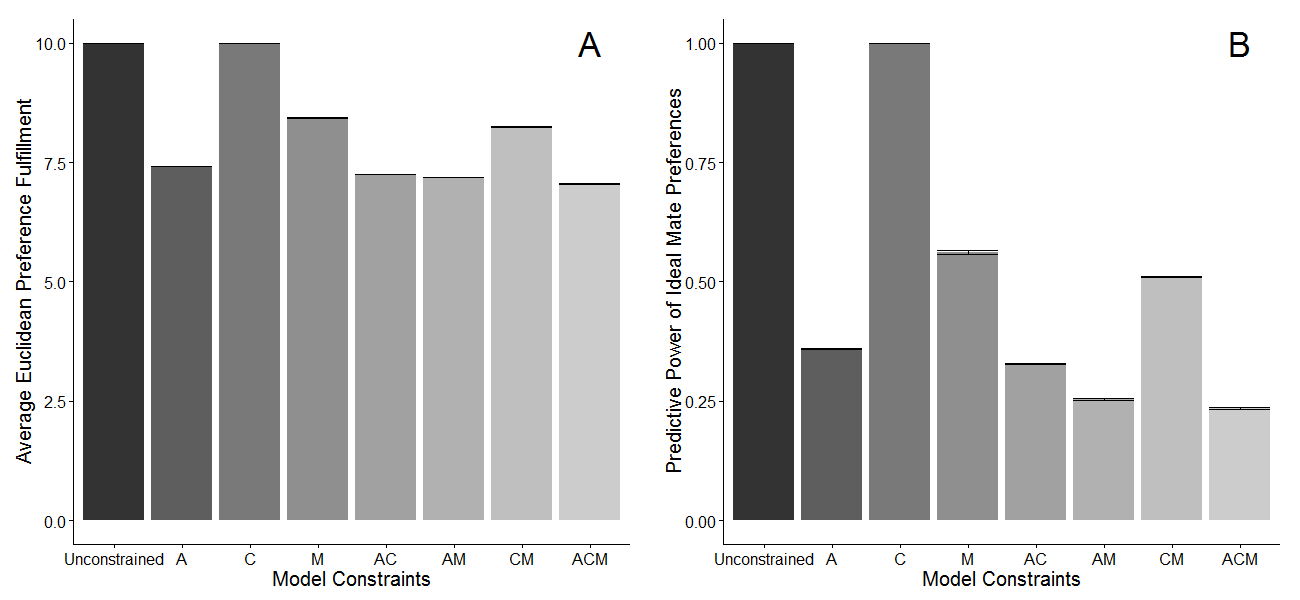 A
Average Euclidean Preference Fulfillment
10.0
7.5
5.0
2.5
0.0
Unconstrained A C M AC AM CM ACM
Model Constraints
B
Predictive Power of Ideal Mate Preferences
1.00
0.75
0.50
0.25
0.00
Unconstrained A C M AC AM CM ACM
Model Constraints